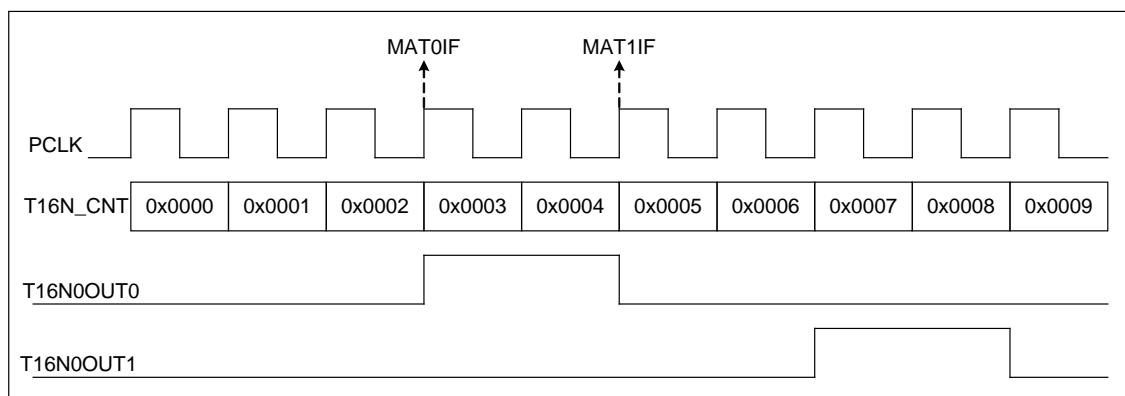 MAT0IF MAT1IF
PCLK
T16N_CNT 0x0000 0x0001 0x0002 0x0003 0x0004 0x0005 0x0006 0x0007 0x0008 0x0009
T16N0OUT0
T16N0OUT1